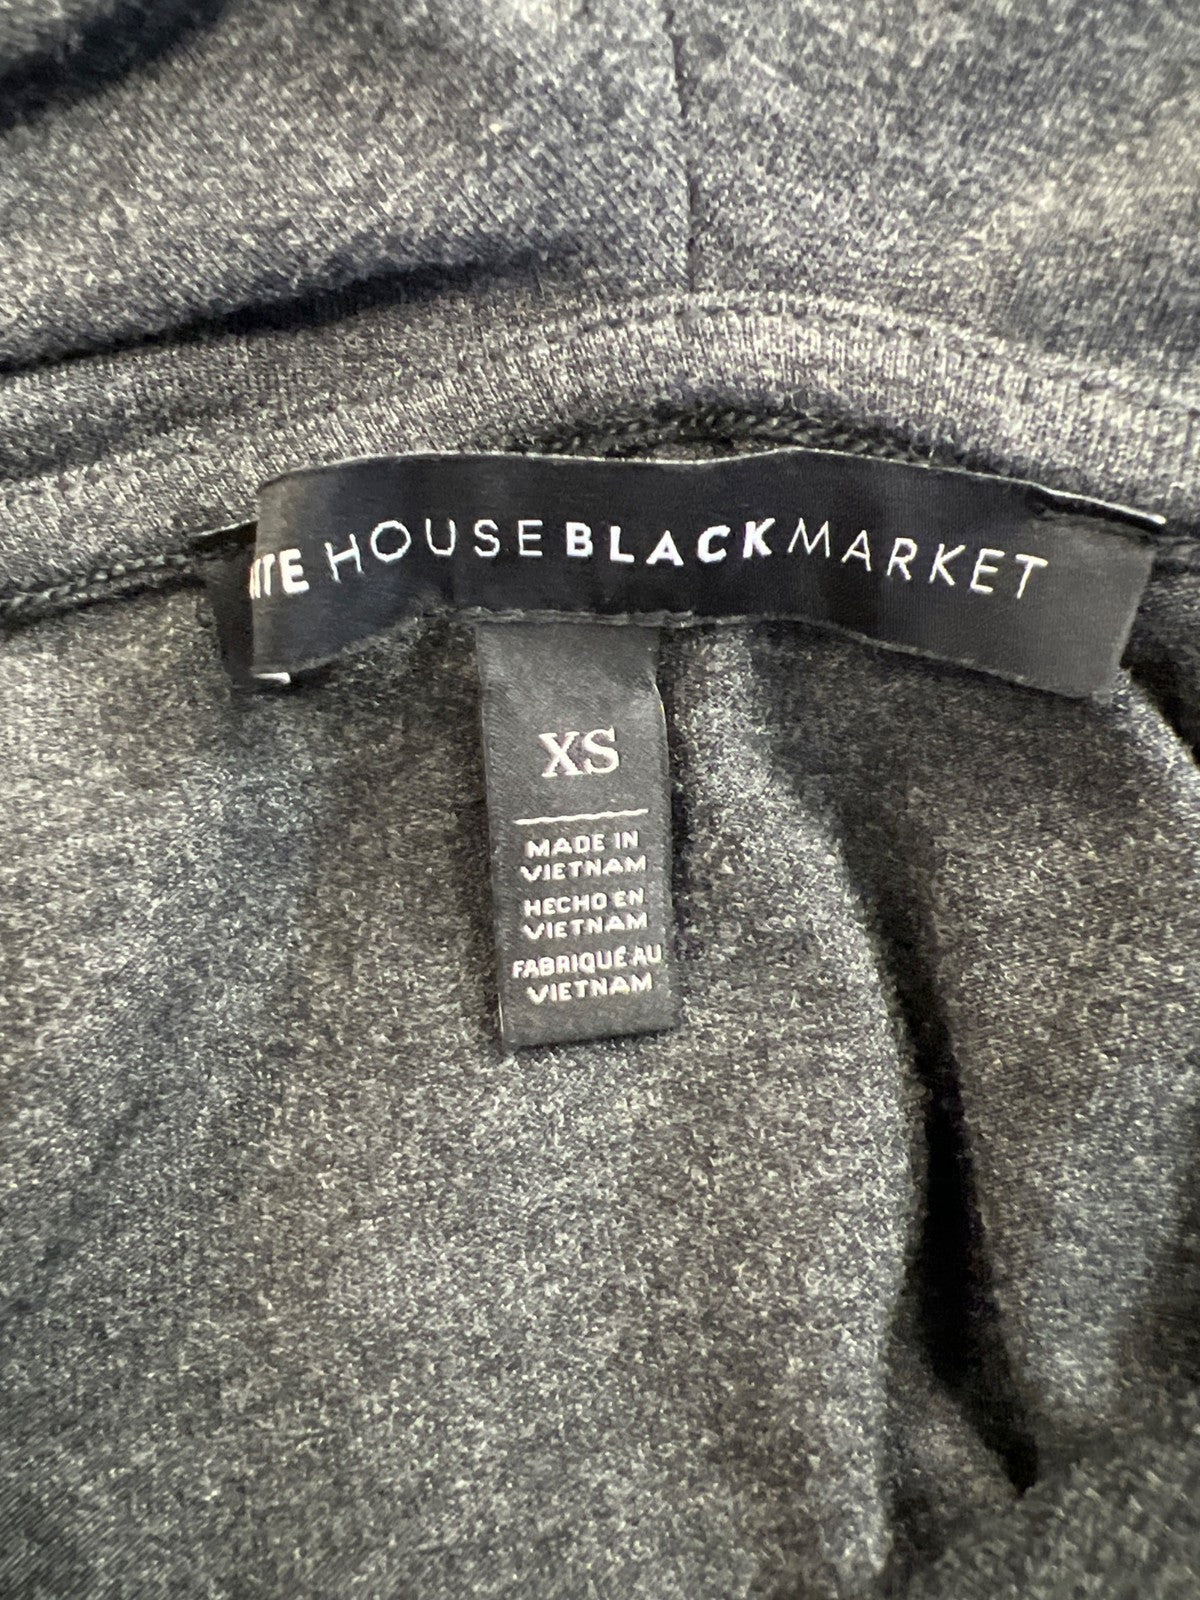 ITE HOUSE BLACK MARKET
XS
MADE IN
VIETNAM
HECHO EN
VIETNAM
FABRIQUÉ AU
VIETNAM